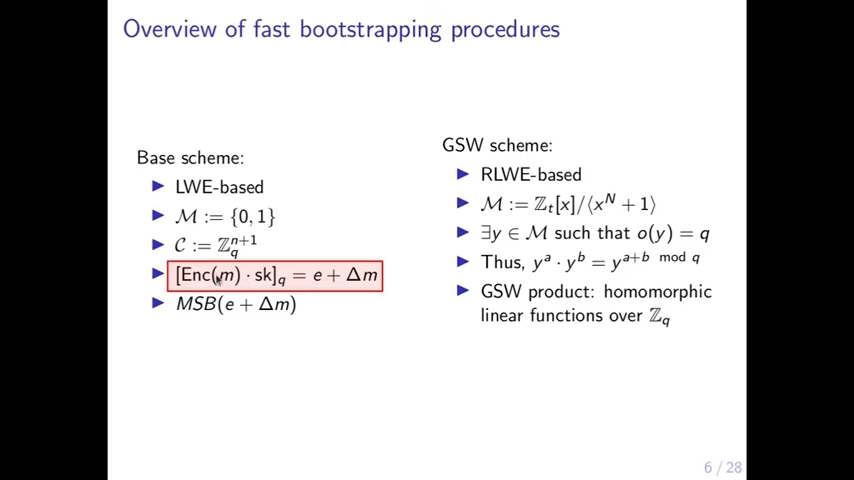 Overview of fast bootstrapping procedures
Base scheme:
▶ LWE-based
▶ ℳ := {0, 1}
▶ 𝒞 := ℤ_q^{n+1}
▶ [Enc(m) · sk]_q = e + Δm
▶ MSB(e + Δm)
GSW scheme:
▶ RLWE-based
▶ ℳ := ℤ_t[x]/⟨x^N + 1⟩
▶ ∃y ∈ ℳ such that o(y) = q
▶ Thus, y^a · y^b = y^{a+b mod q}
▶ GSW product: homomorphic
linear functions over ℤ_q
6 / 28